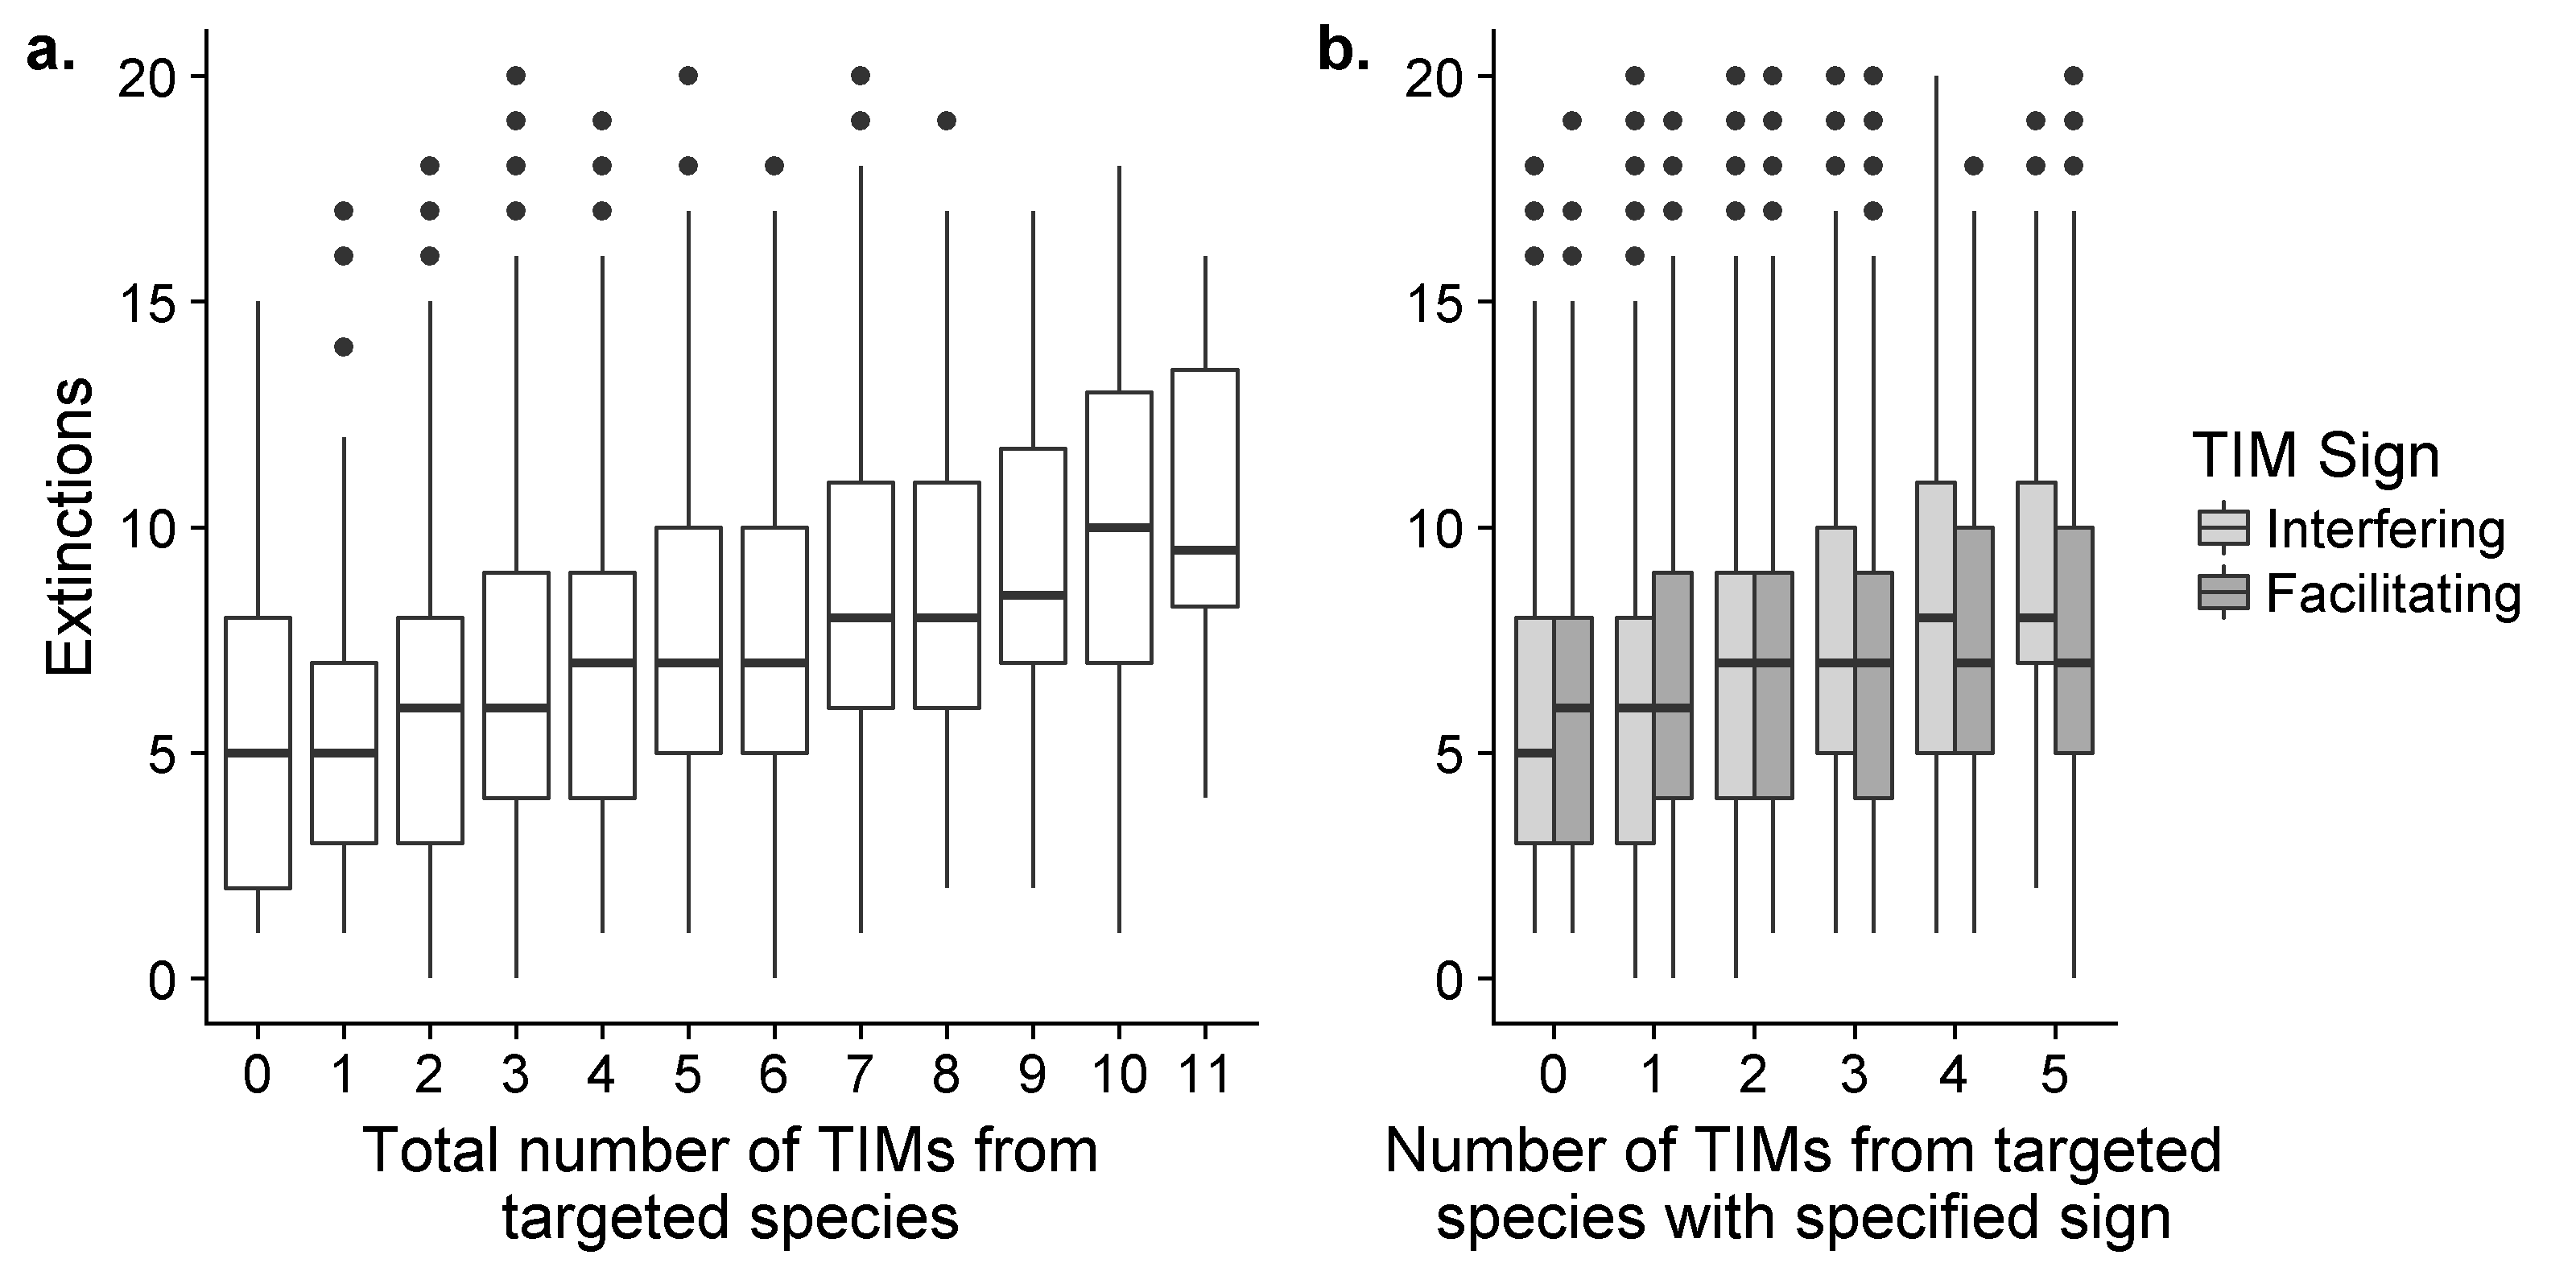 a.
20
15
10
5
0
Extinctions
0 1 2 3 4 5 6 7 8 9 10 11
Total number of TIMs from
targeted species
b.
20
15
10
5
0
0 1 2 3 4 5
Number of TIMs from targeted
species with specified sign
TIM Sign
Interfering
Facilitating